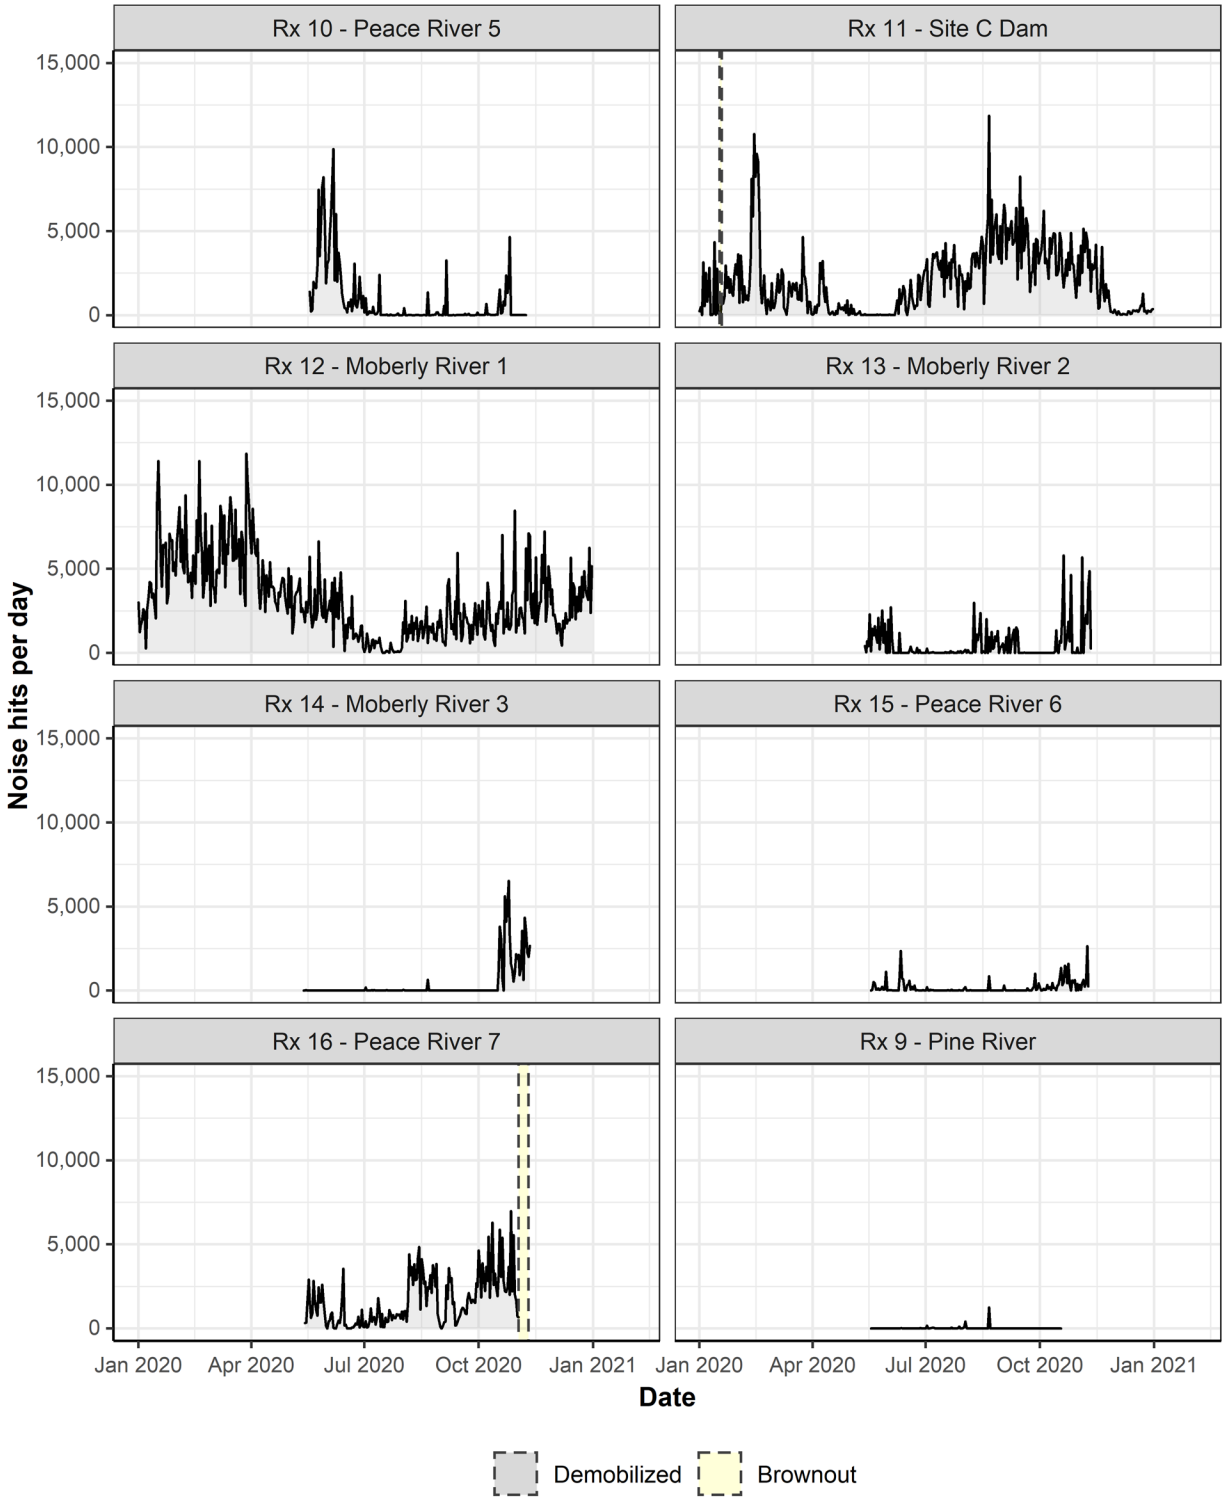 Rx 10 - Peace River 5
Rx 11 - Site C Dam
15,000
10,000
5,000
0
Rx 12 - Moberly River 1
Rx 13 - Moberly River 2
15,000
10,000
5,000
0
Noise hits per day
Rx 14 - Moberly River 3
Rx 15 - Peace River 6
15,000
10,000
5,000
0
Rx 16 - Peace River 7
Rx 9 - Pine River
15,000
10,000
5,000
0
Jan 2020 Apr 2020 Jul 2020 Oct 2020 Jan 2021 Jan 2020 Apr 2020 Jul 2020 Oct 2020 Jan 2021
Date
Demobilized Brownout